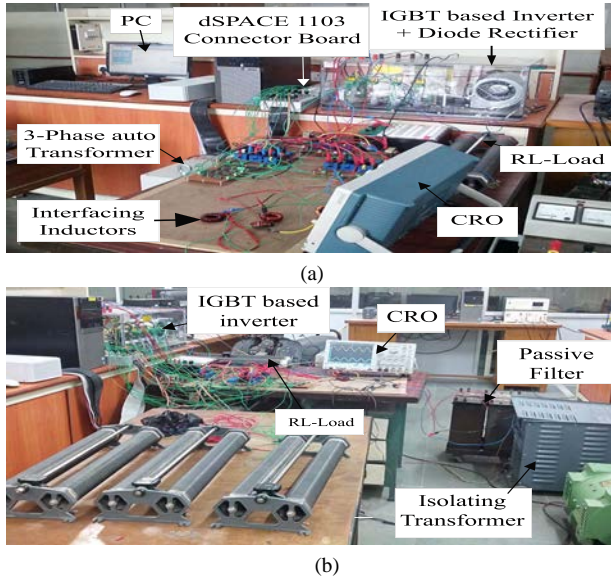 PC
dSPACE 1103
Connector Board
IGBT based Inverter
+ Diode Rectifier
3-Phase auto
Transformer
RL-Load
Interfacing
Inductors
CRO
(a)
IGBT based
inverter
CRO
Passive
Filter
RL-Load
Isolating
Transformer
(b)